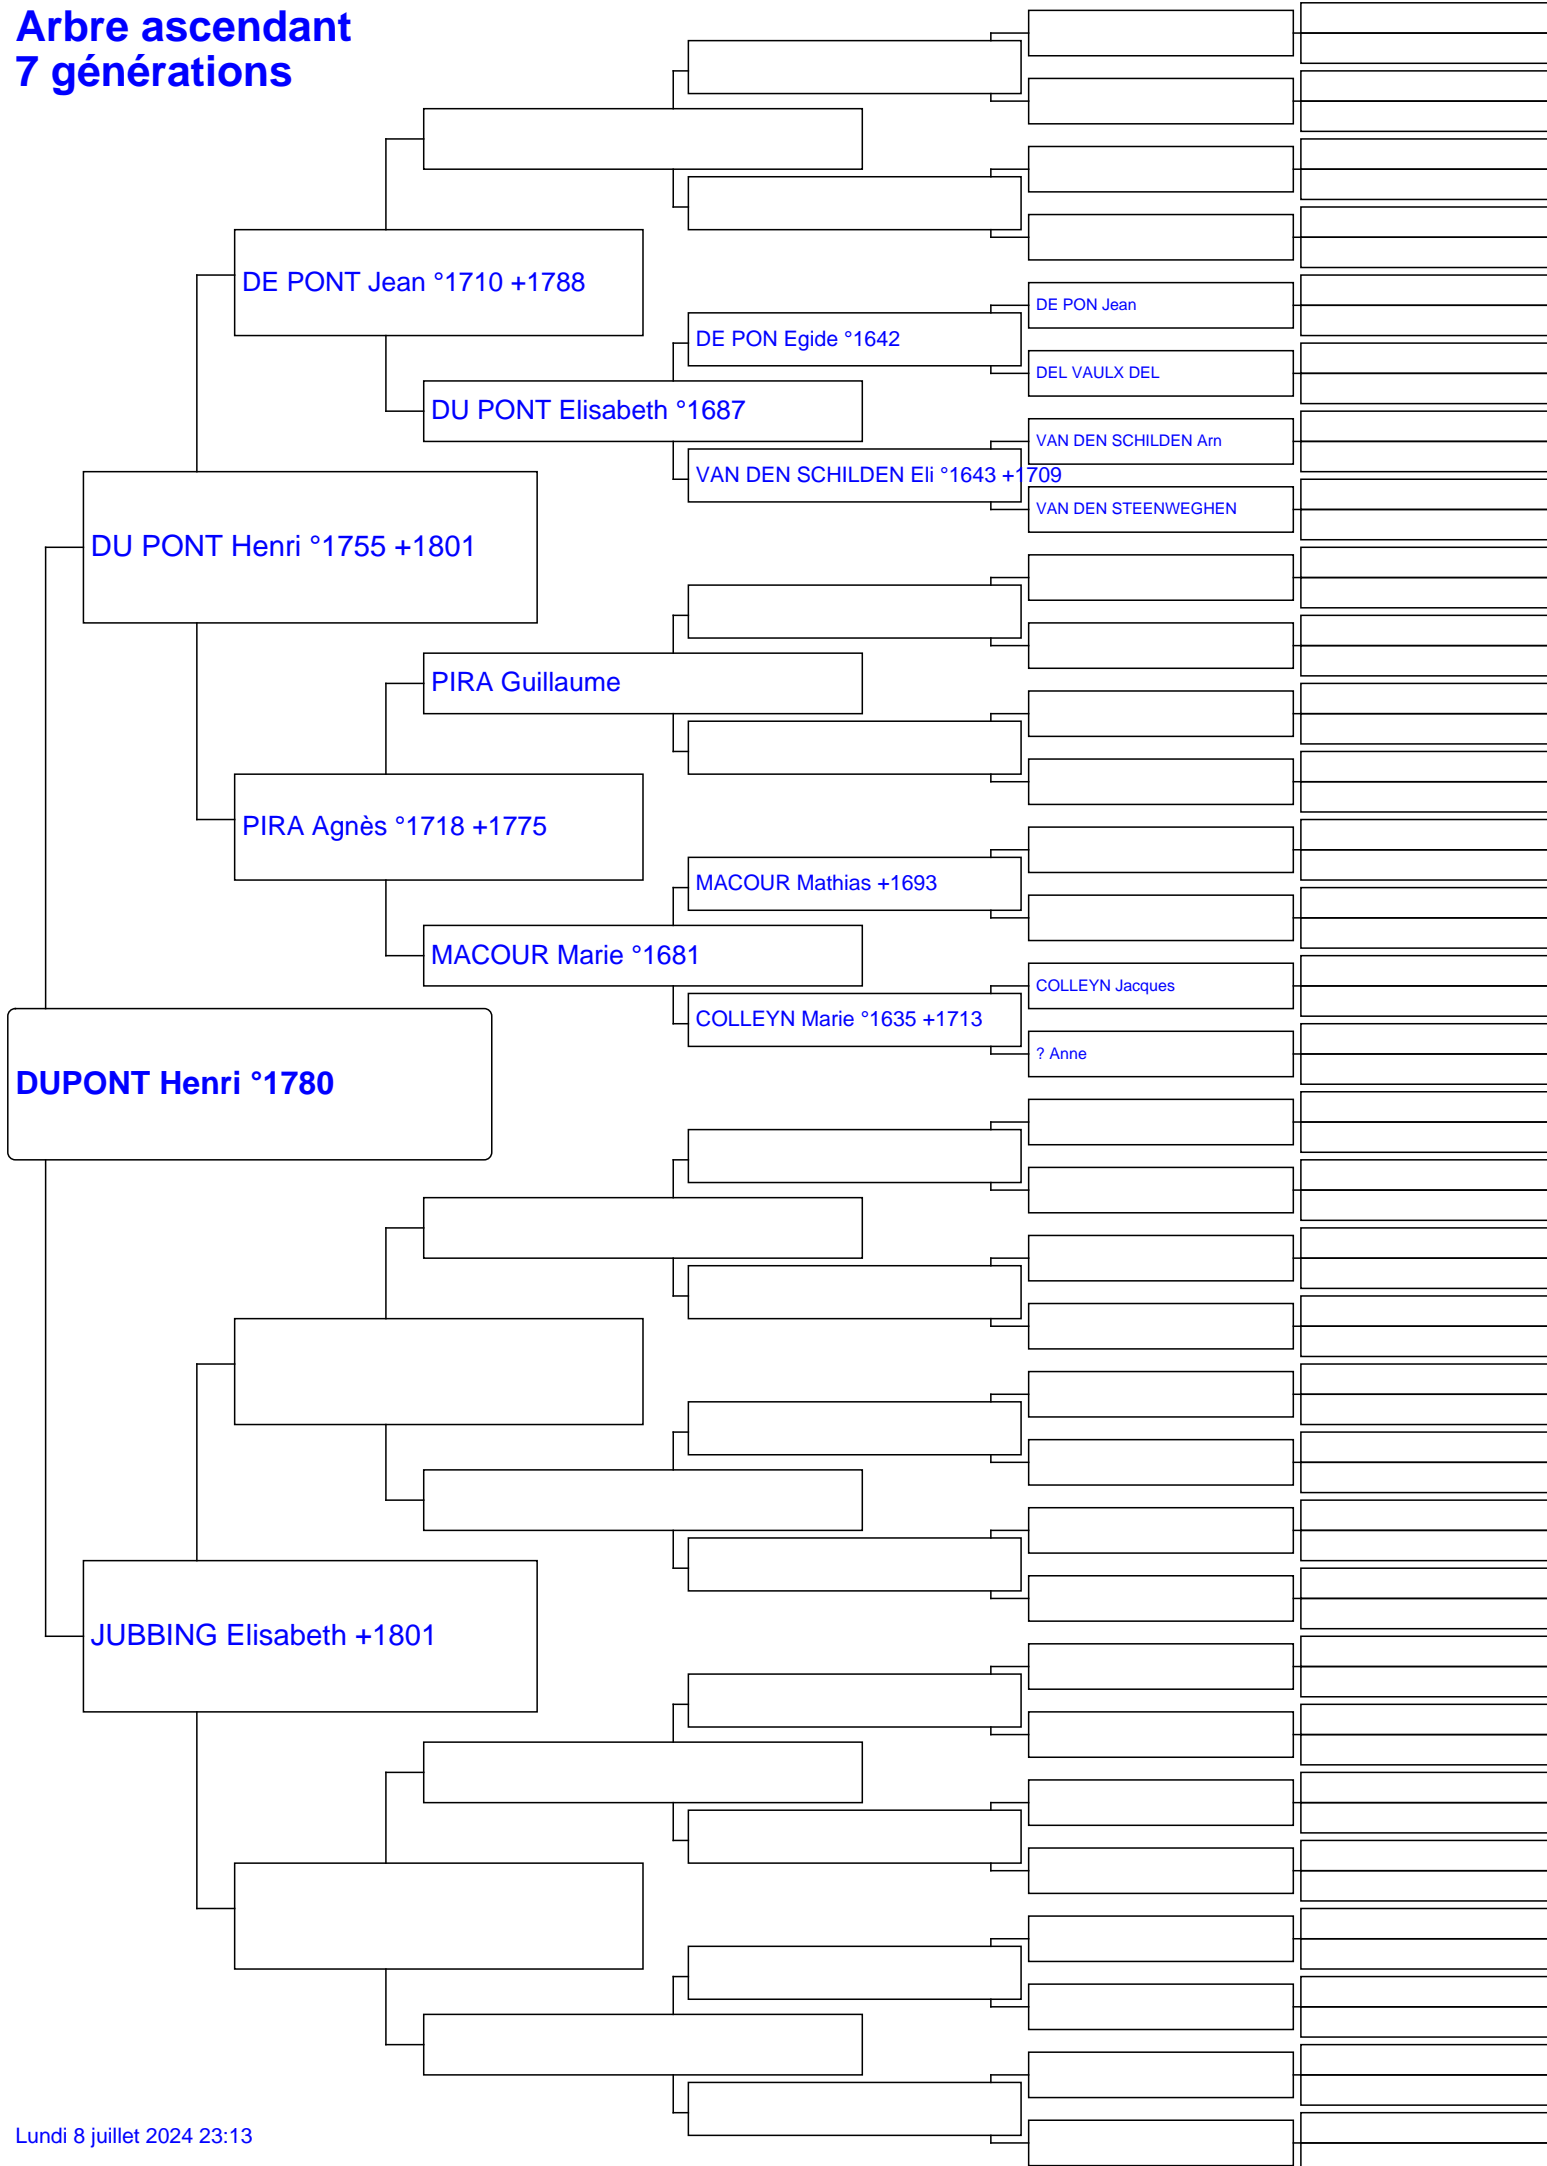 Arbre ascendant
7 générations
DE PONT Jean °1710 +1788
DE PON Jean
DE PON Egide °1642
DEL VAULX DEL
DU PONT Elisabeth °1687
VAN DEN SCHILDEN Arn
VAN DEN SCHILDEN Eli °1643 +1709
VAN DEN STEENWEGHEN
DU PONT Henri °1755 +1801
PIRA Guillaume
PIRA Agnès °1718 +1775
MACOUR Mathias +1693
MACOUR Marie °1681
COLLEYN Jacques
COLLEYN Marie °1635 +1713
? Anne
DUPONT Henri °1780
JUBBING Elisabeth +1801
Lundi 8 juillet 2024 23:13